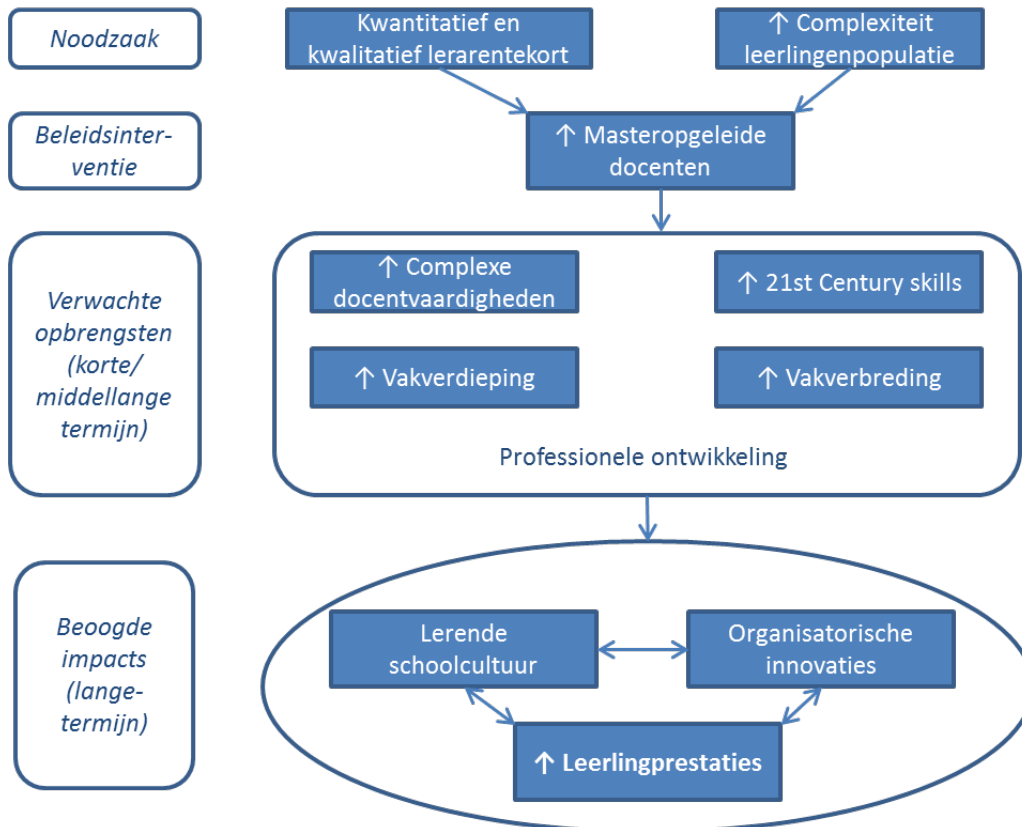 Noodzaak
Kwantitatief en
kwalitatief lerarentekort
↑ Complexiteit
leerlingenpopulatie
Beleidsinter-
ventie
↑ Masteropgeleide
docenten
Verwachte
opbrengsten
(korte/
middellange
termijn)
↑ Complexe
docentvaardigheden
↑ 21st Century skills
↑ Vakverdieping
↑ Vakverbreding
Professionele ontwikkeling
Beoogde
impacts
(lange-
termijn)
Lerende
schoolcultuur
Organisatorische
innovaties
↑ Leerlingprestaties